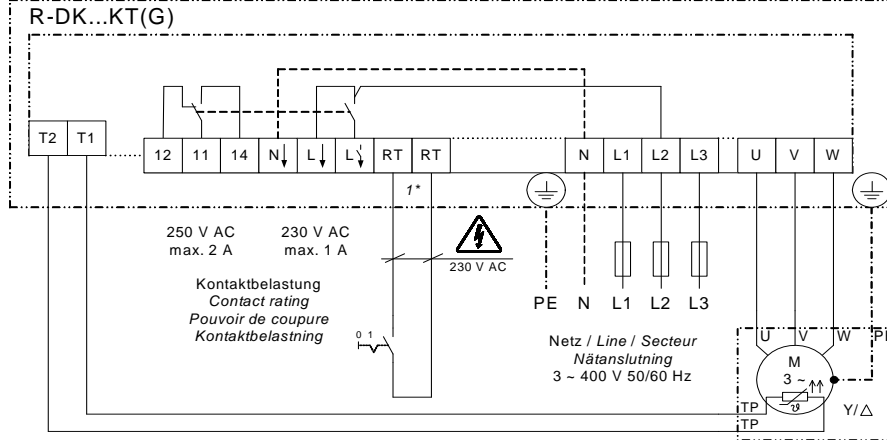 R-DK...KT(G)
T2 T1
12 11 14 N L L RT RT N L1 L2 L3 U V W
1*
250 V AC
max. 2 A
230 V AC
max. 1 A
230 V AC
Kontaktbelastung
Contact rating
Pouvoir de coupure
Kontaktbelastning
0 1
PE N L1 L2 L3
Netz / Line / Secteur
Nätanslutning
3 ~ 400 V 50/60 Hz
U V W PE
M
3 ~
ϑ
TP
TP
Y/△